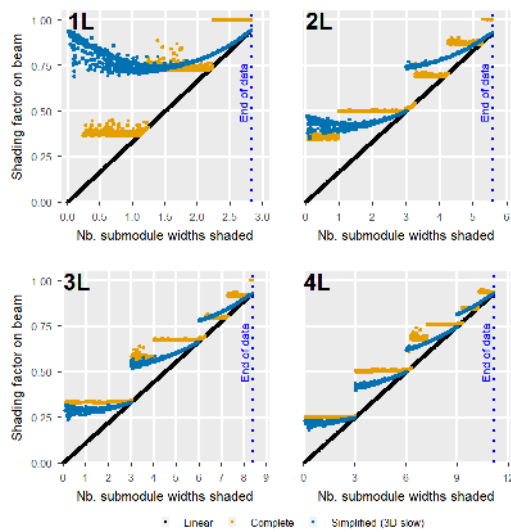 1L
2L
Shading factor on beam
1.00
0.75
0.50
0.25
0.00
End of data
0.0 0.5 1.0 1.5 2.0 2.5 3.0
Nb. submodule widths shaded
1.00
0.75
0.50
0.25
0.00
End of data
0 1 2 3 4 5 6
Nb. submodule widths shaded
3L
4L
Shading factor on beam
1.00
0.75
0.50
0.25
0.00
End of data
0 1 2 3 4 5 6 7 8 9
Nb. submodule widths shaded
1.00
0.75
0.50
0.25
0.00
End of data
0 3 6 9 12
Nb. submodule widths shaded
Linear Complete Simplified (3D slow)